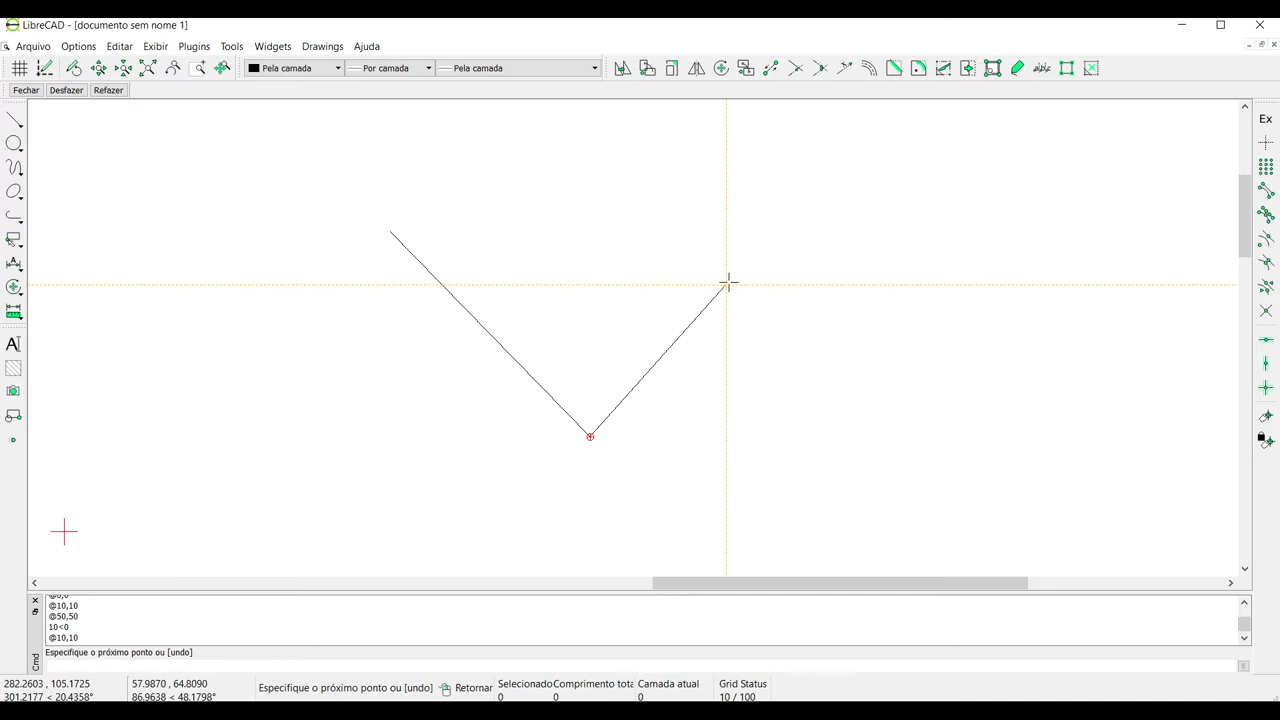 LibreCAD - [documento sem nome 1]
Arquivo Options Editar Exibir Plugins Tools Widgets Drawings Ajuda
Pela camada Por camada Pela camada
Fechar Desfazer Refazer
Ex
A
@10,10
@50,50
10<0
@10,10
Especifique o próximo ponto ou [undo]
Cmd
282.2603 , 105.1725
301.2177 < 20.4358°
57.9870 , 64.8090
86.9638 < 48.1798°
Especifique o próximo ponto ou [undo] Retornar
Selecionado
0
Comprimento tota
0
Camada atual
0
Grid Status
10 / 100